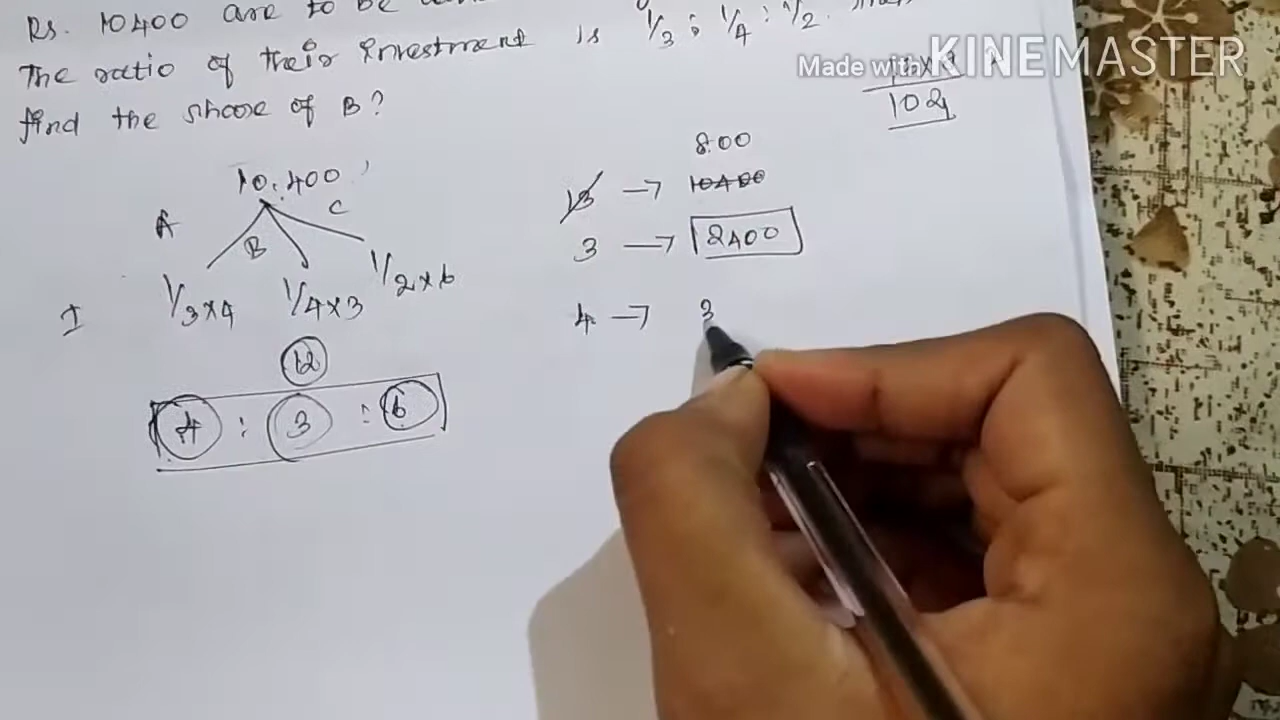 Rs. 10400 are to be
The ratio of their investment is 1/3 : 1/4 : 1/2.
find the share of B?
Made with KINEMASTER
104
10,400
A B C
1/3×4 1/4×3 1/2×6
I
12
4 : 3 : 6
800
13 → 10400
3 → 2400
4 → 3